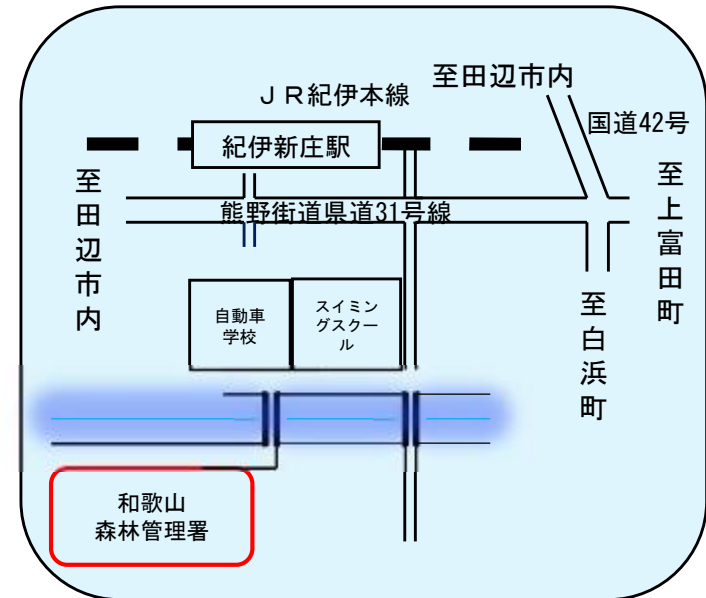 至田辺市内
ＪＲ紀伊本線
国道42号
紀伊新庄駅
至田辺市内
至上富田町
熊野街道県道31号線
自動車
学校
スイミン
グスクー
ル
至白浜町
和歌山
森林管理署